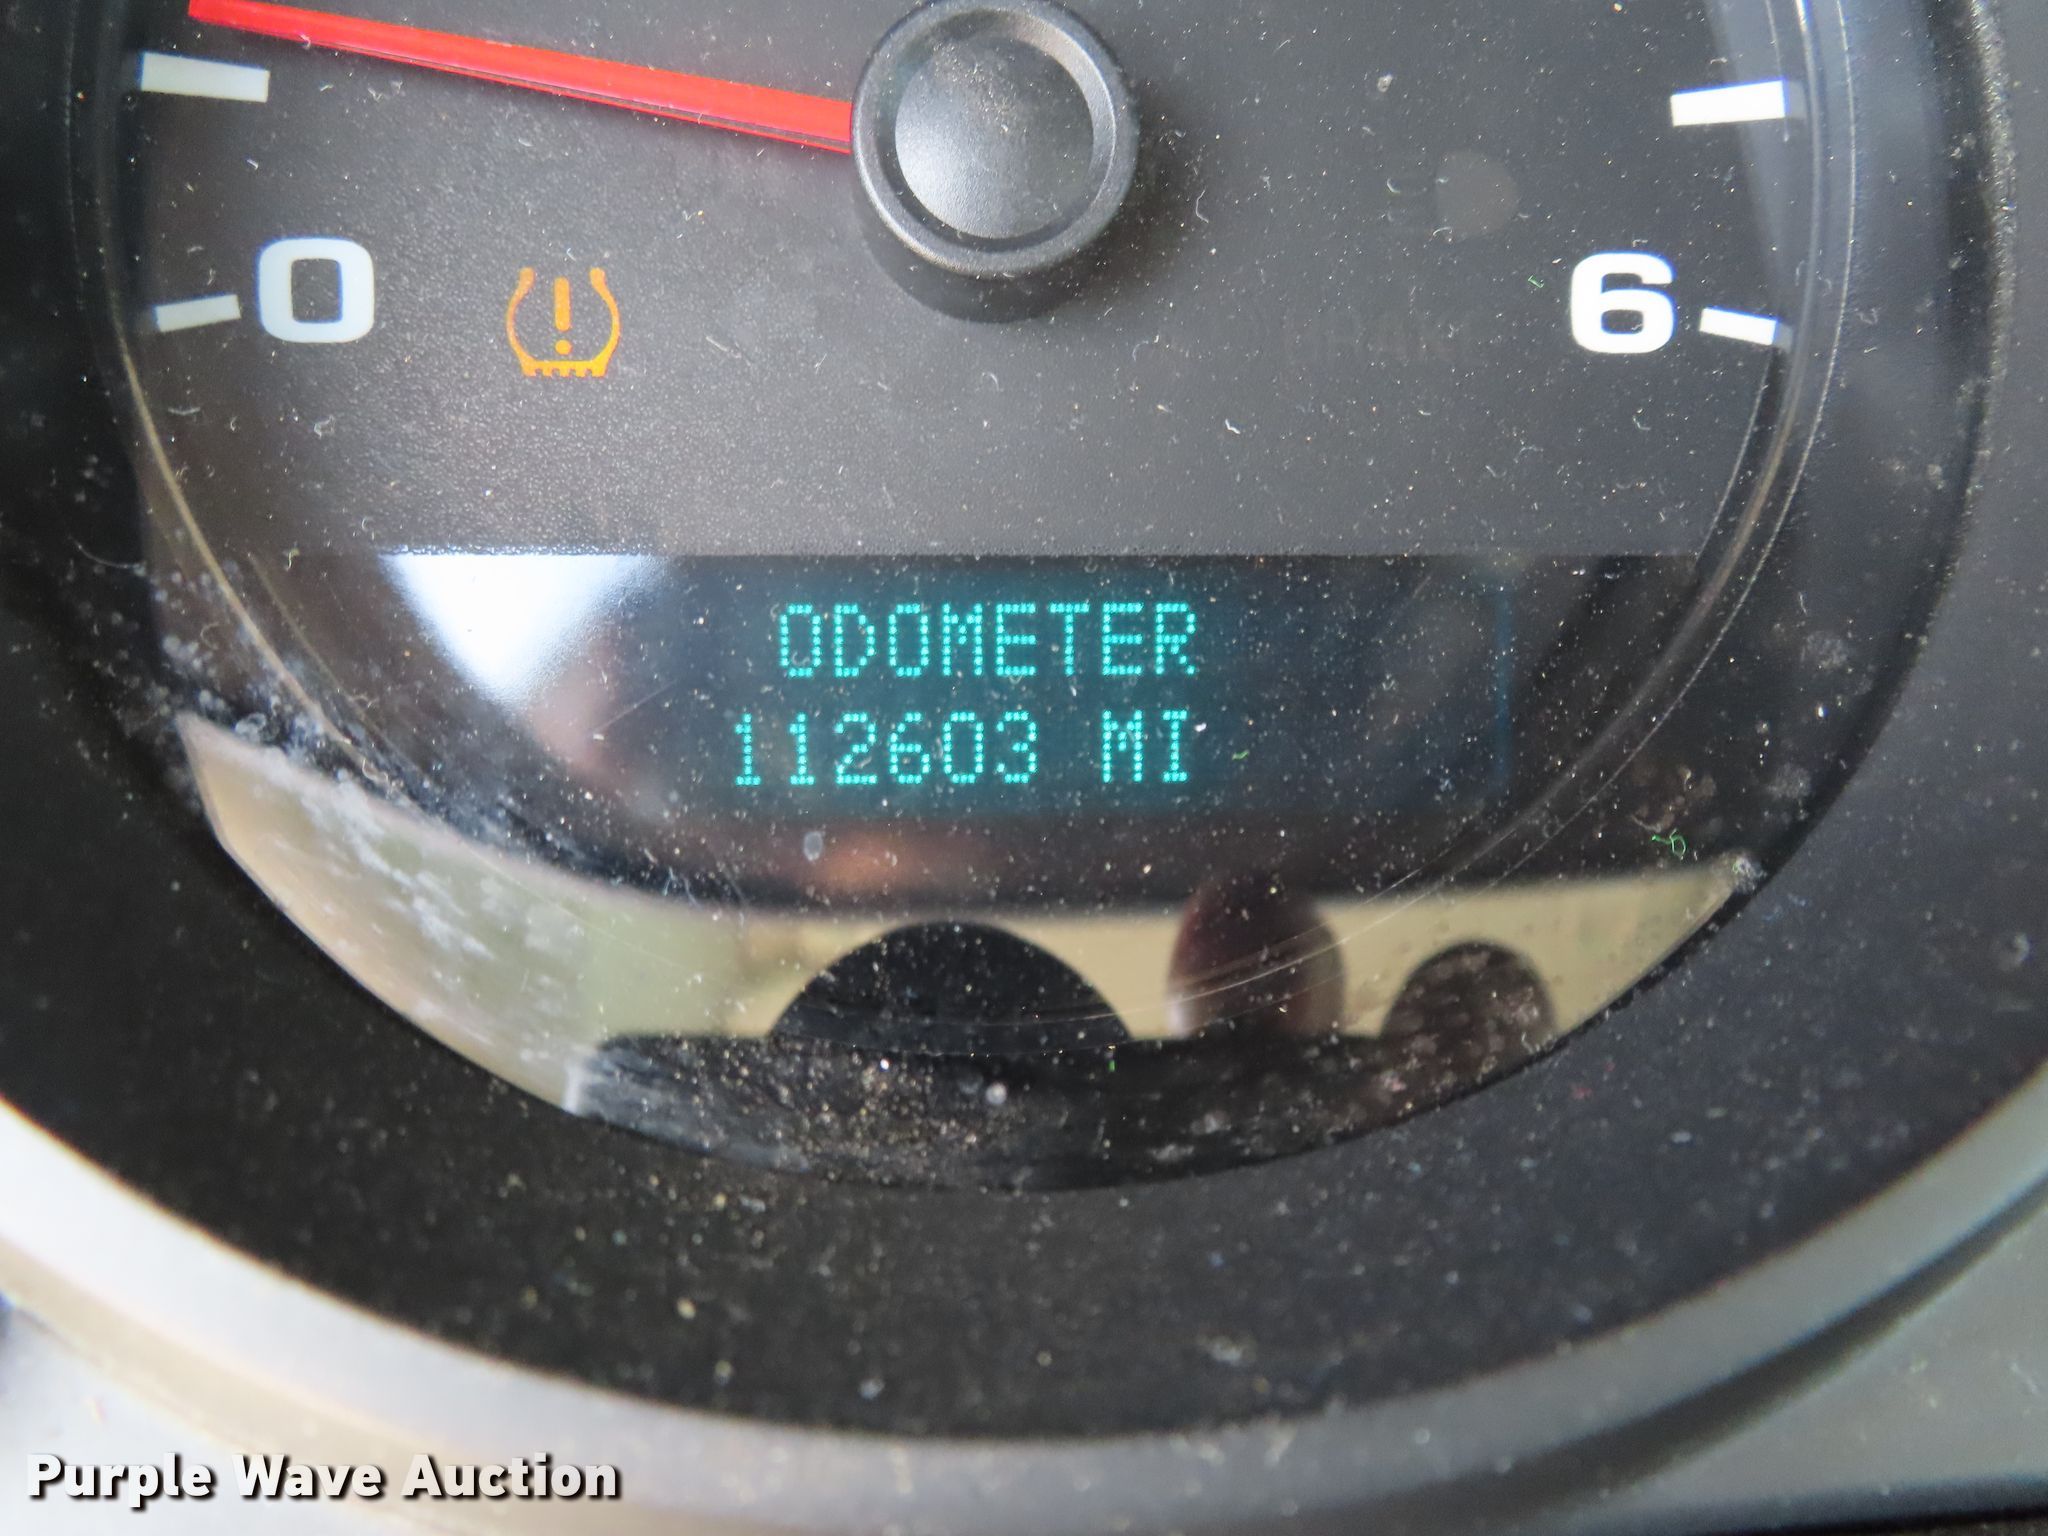 0
6
ODOMETER
112603 MI
Purple Wave Auction